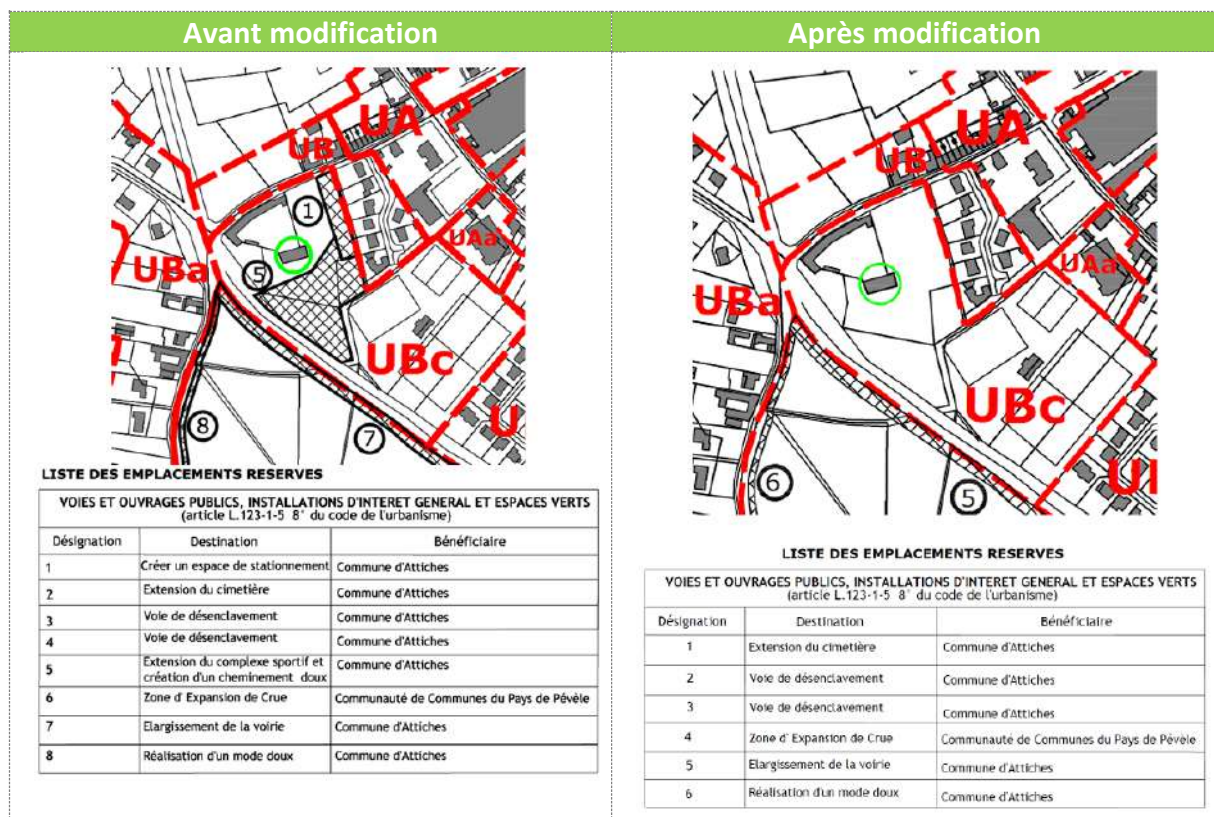 Avant modification
Après modification
UA
UB
1
5
UAa
UBa
UBc
U
8
7
LISTE DES EMPLACEMENTS RESERVES
VOIES ET OUVRAGES PUBLICS, INSTALLATIONS D'INTERET GENERAL ET ESPACES VERTS
(article L.123-1-5 8° du code de l'urbanisme)
Désignation Destination Bénéficiaire
1 Créer un espace de stationnement Commune d'Attiches
2 Extension du cimetière Commune d'Attiches
3 Voie de désenclavement Commune d'Attiches
4 Voie de désenclavement Commune d'Attiches
5 Extension du complexe sportif et création d'un cheminement doux Commune d'Attiches
6 Zone d' Expansion de Crue Communauté de Communes du Pays de Pévèle
7 Elargissement de la voirie Commune d'Attiches
8 Réalisation d'un mode doux Commune d'Attiches
UA
UB
UAa
UBa
UBc
6
5
LISTE DES EMPLACEMENTS RESERVES
VOIES ET OUVRAGES PUBLICS, INSTALLATIONS D'INTERET GENERAL ET ESPACES VERTS
(article L.123-1-5 8° du code de l'urbanisme)
Désignation Destination Bénéficiaire
1 Extension du cimetière Commune d'Attiches
2 Voie de désenclavement Commune d'Attiches
3 Voie de désenclavement Commune d'Attiches
4 Zone d' Expansion de Crue Communauté de Communes du Pays de Pévèle
5 Elargissement de la voirie Commune d'Attiches
6 Réalisation d'un mode doux Commune d'Attiches